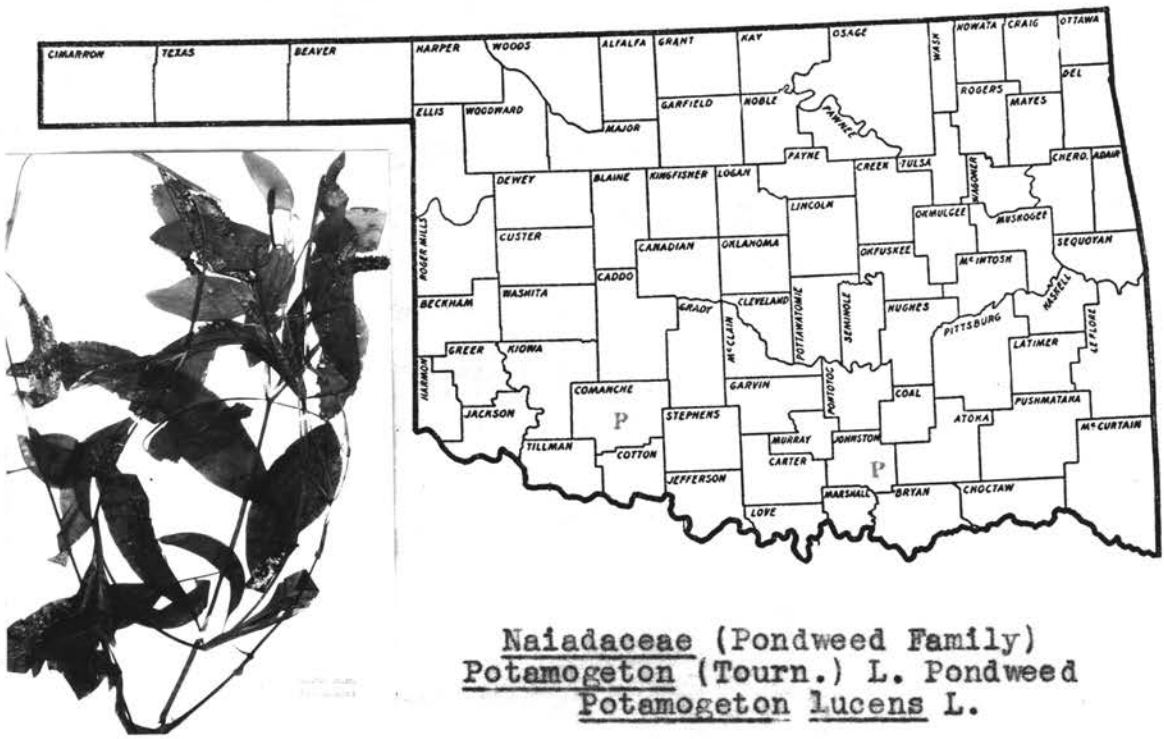 CIMARRON TEXAS BEAVER HARPER WOODS ALFALFA GRANT KAY OSAGE WASH NOWATA CRAIG OTTAWA
ELLIS WOODWARD MAJOR GARFIELD NOBLE PAWNEE ROGERS MAYES DEL
DEWEY BLAINE KINGFISHER LOGAN PAYNE CREEK TULSA WAGONER CHERO. ADAIR
ROGER MILLS CUSTER CANADIAN OKLAHOMA LINCOLN OKMULGEE MUSKOGEE SEQUOYAH
BECKHAM WASHITA CADDO GRADY CLEVELAND OKFUSKEE McINTOSH HASKELL
McCLAIN POTTAWATOMIE SEMINOLE HUGHES PITTSBURG LATIMER LE FLORE
HARMON GREER KIOWA COMANCHE GARVIN PONTOTOC COAL PUSHMATAHA
JACKSON P STEPHENS MURRAY JOHNSTON ATOKA McCURTAIN
TILLMAN COTTON JEFFERSON CARTER P
LOVE MARSHALL BRYAN CHOCTAW
Naiadaceae (Pondweed Family)
Potamogeton (Tourn.) L. Pondweed
Potamogeton lucens L.